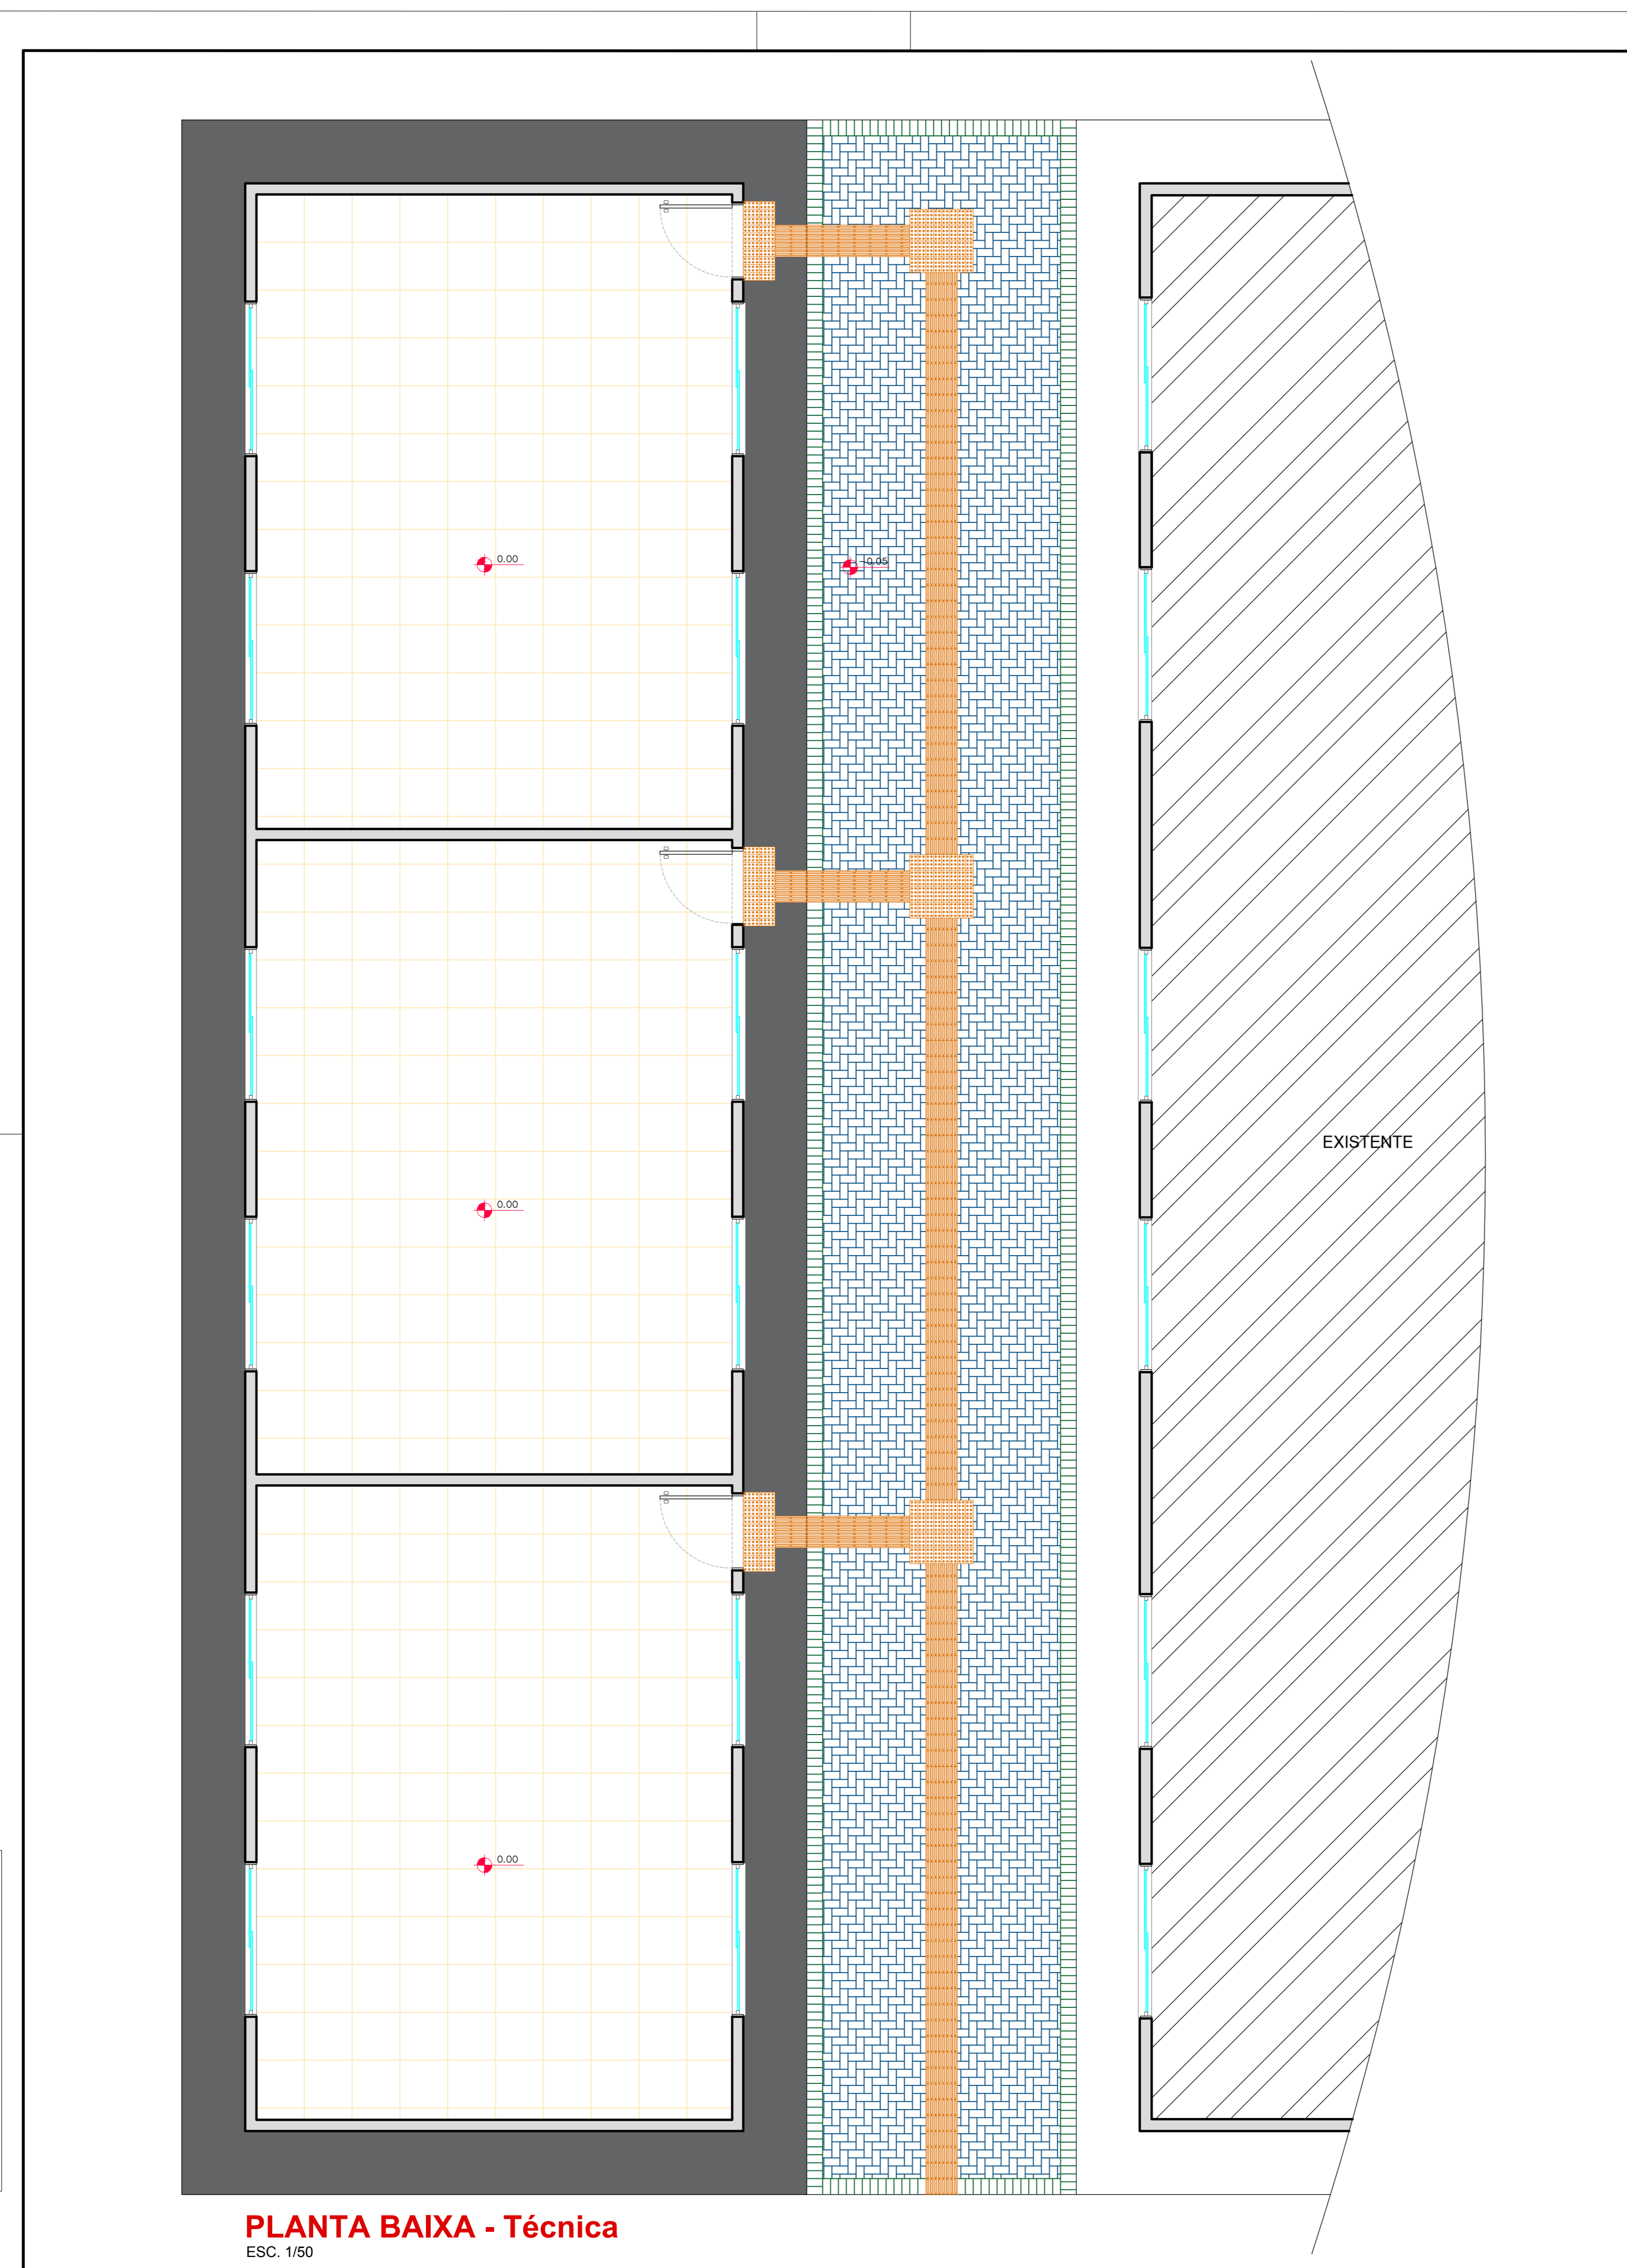 0.00
-0.05
EXISTENTE
0.00
0.00
PLANTA BAIXA - Técnica
ESC. 1/50